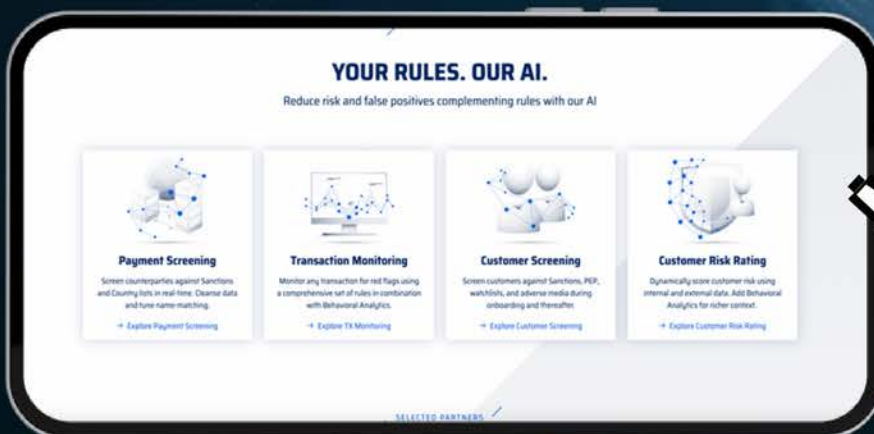 YOUR RULES. OUR AI.
Reduce risk and false positives complementing rules with our AI
Payment Screening
Screen counterparties against Sanctions
and Country lists in real-time. Cleanse data
and tune name-matching.
→ Explore Payment Screening
Transaction Monitoring
Monitor any transaction for red flags using
a comprehensive set of rules in combination
with Behavioral Analytics.
→ Explore TX Monitoring
Customer Screening
Screen customers against Sanctions, PEP,
watchlists, and adverse media during
onboarding and thereafter.
→ Explore Customer Screening
Customer Risk Rating
Dynamically score customer risk using
internal and external data. Add Behavioral
Analytics for richer context.
→ Explore Customer Risk Rating
SELECTED PARTNERS